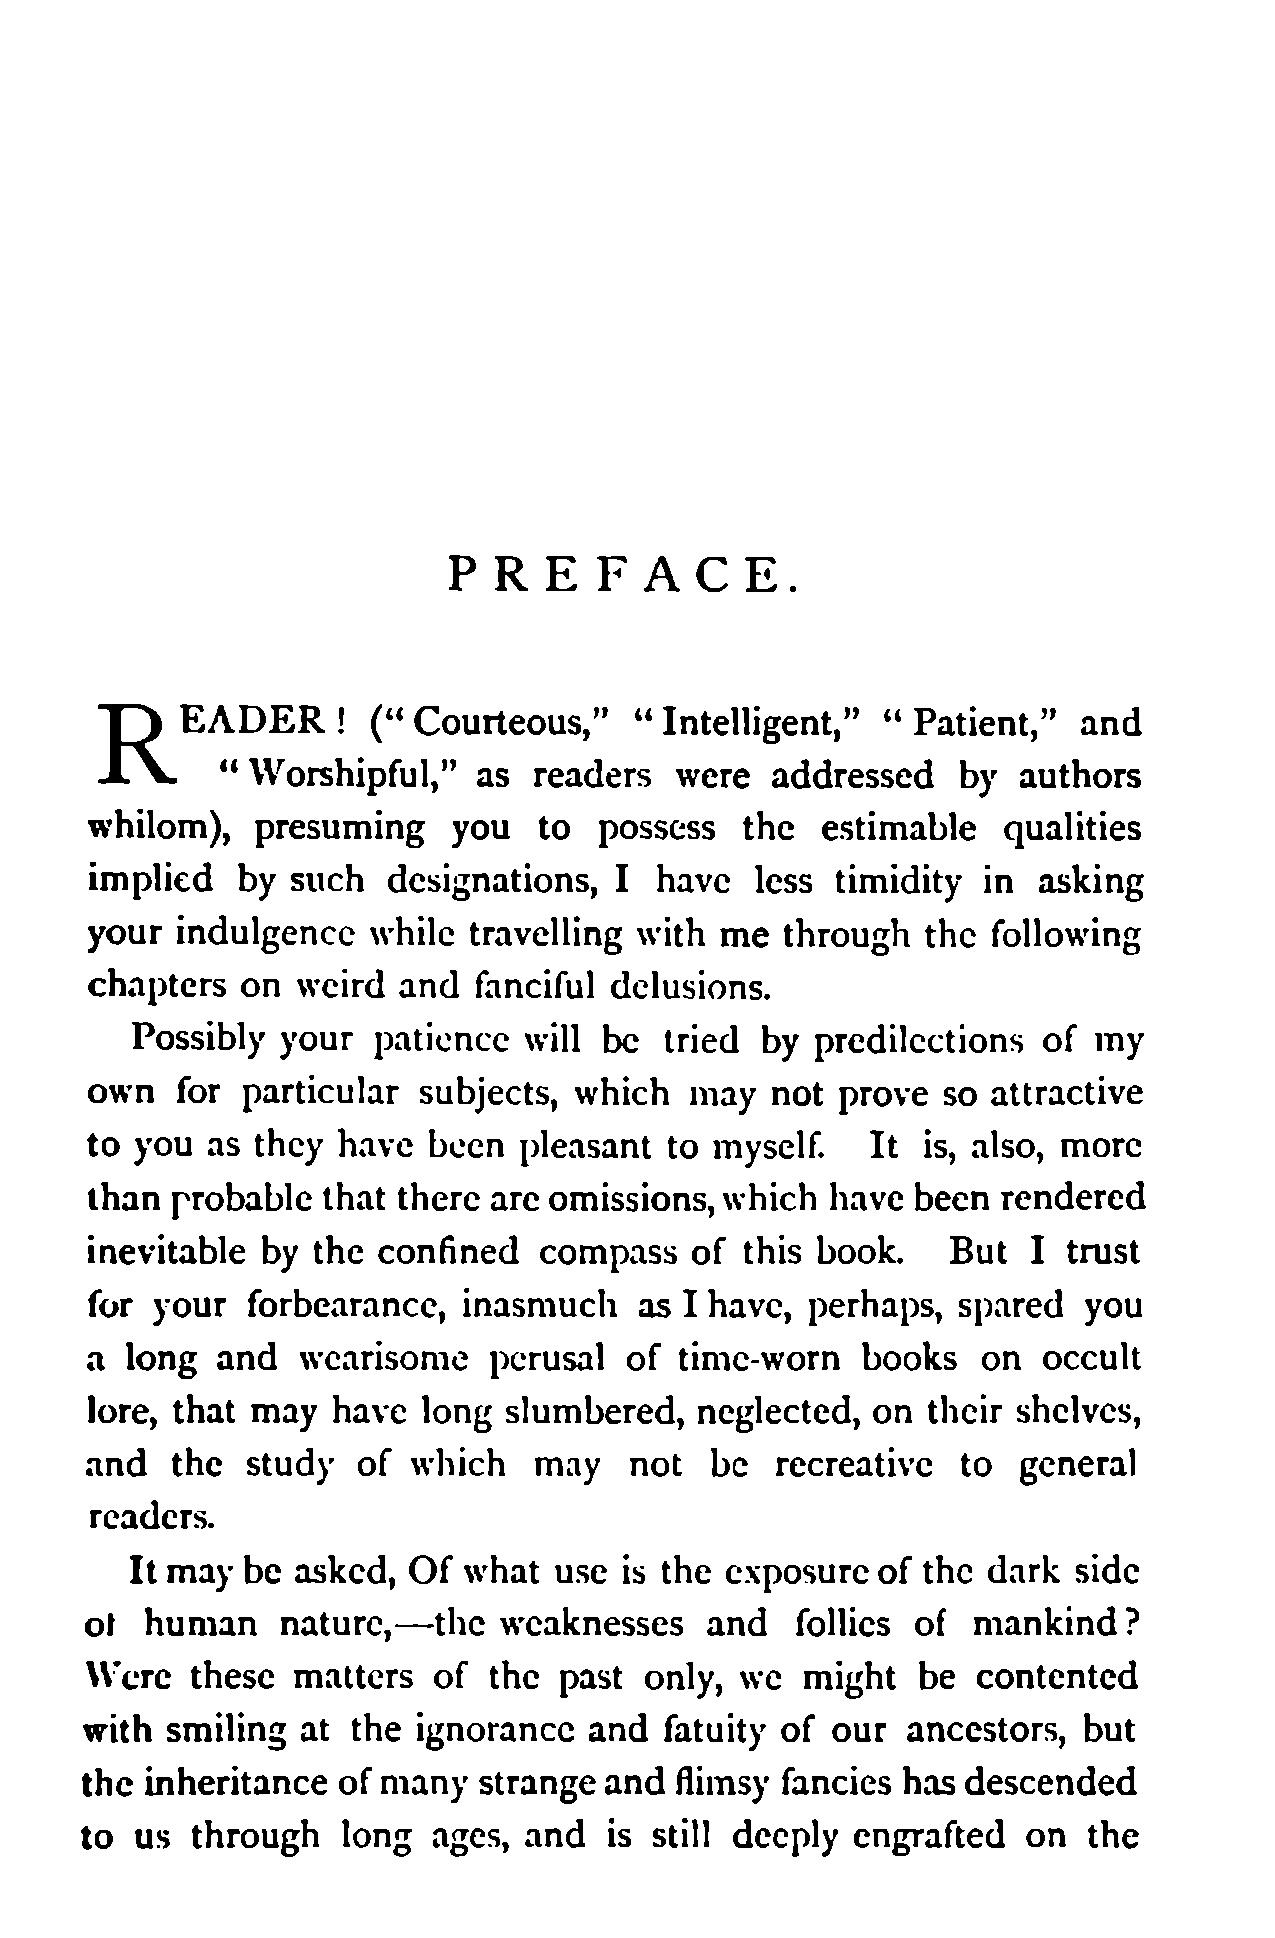 PREFACE.
READER! (“Courteous,” “Intelligent,” “Patient,” and
“Worshipful,” as readers were addressed by authors
whilom), presuming you to possess the estimable qualities
implied by such designations, I have less timidity in asking
your indulgence while travelling with me through the following
chapters on weird and fanciful delusions.
Possibly your patience will be tried by predilections of my
own for particular subjects, which may not prove so attractive
to you as they have been pleasant to myself. It is, also, more
than probable that there are omissions, which have been rendered
inevitable by the confined compass of this book. But I trust
for your forbearance, inasmuch as I have, perhaps, spared you
a long and wearisome perusal of time-worn books on occult
lore, that may have long slumbered, neglected, on their shelves,
and the study of which may not be recreative to general
readers.
It may be asked, Of what use is the exposure of the dark side
of human nature,—the weaknesses and follies of mankind?
Were these matters of the past only, we might be contented
with smiling at the ignorance and fatuity of our ancestors, but
the inheritance of many strange and flimsy fancies has descended
to us through long ages, and is still deeply engrafted on the